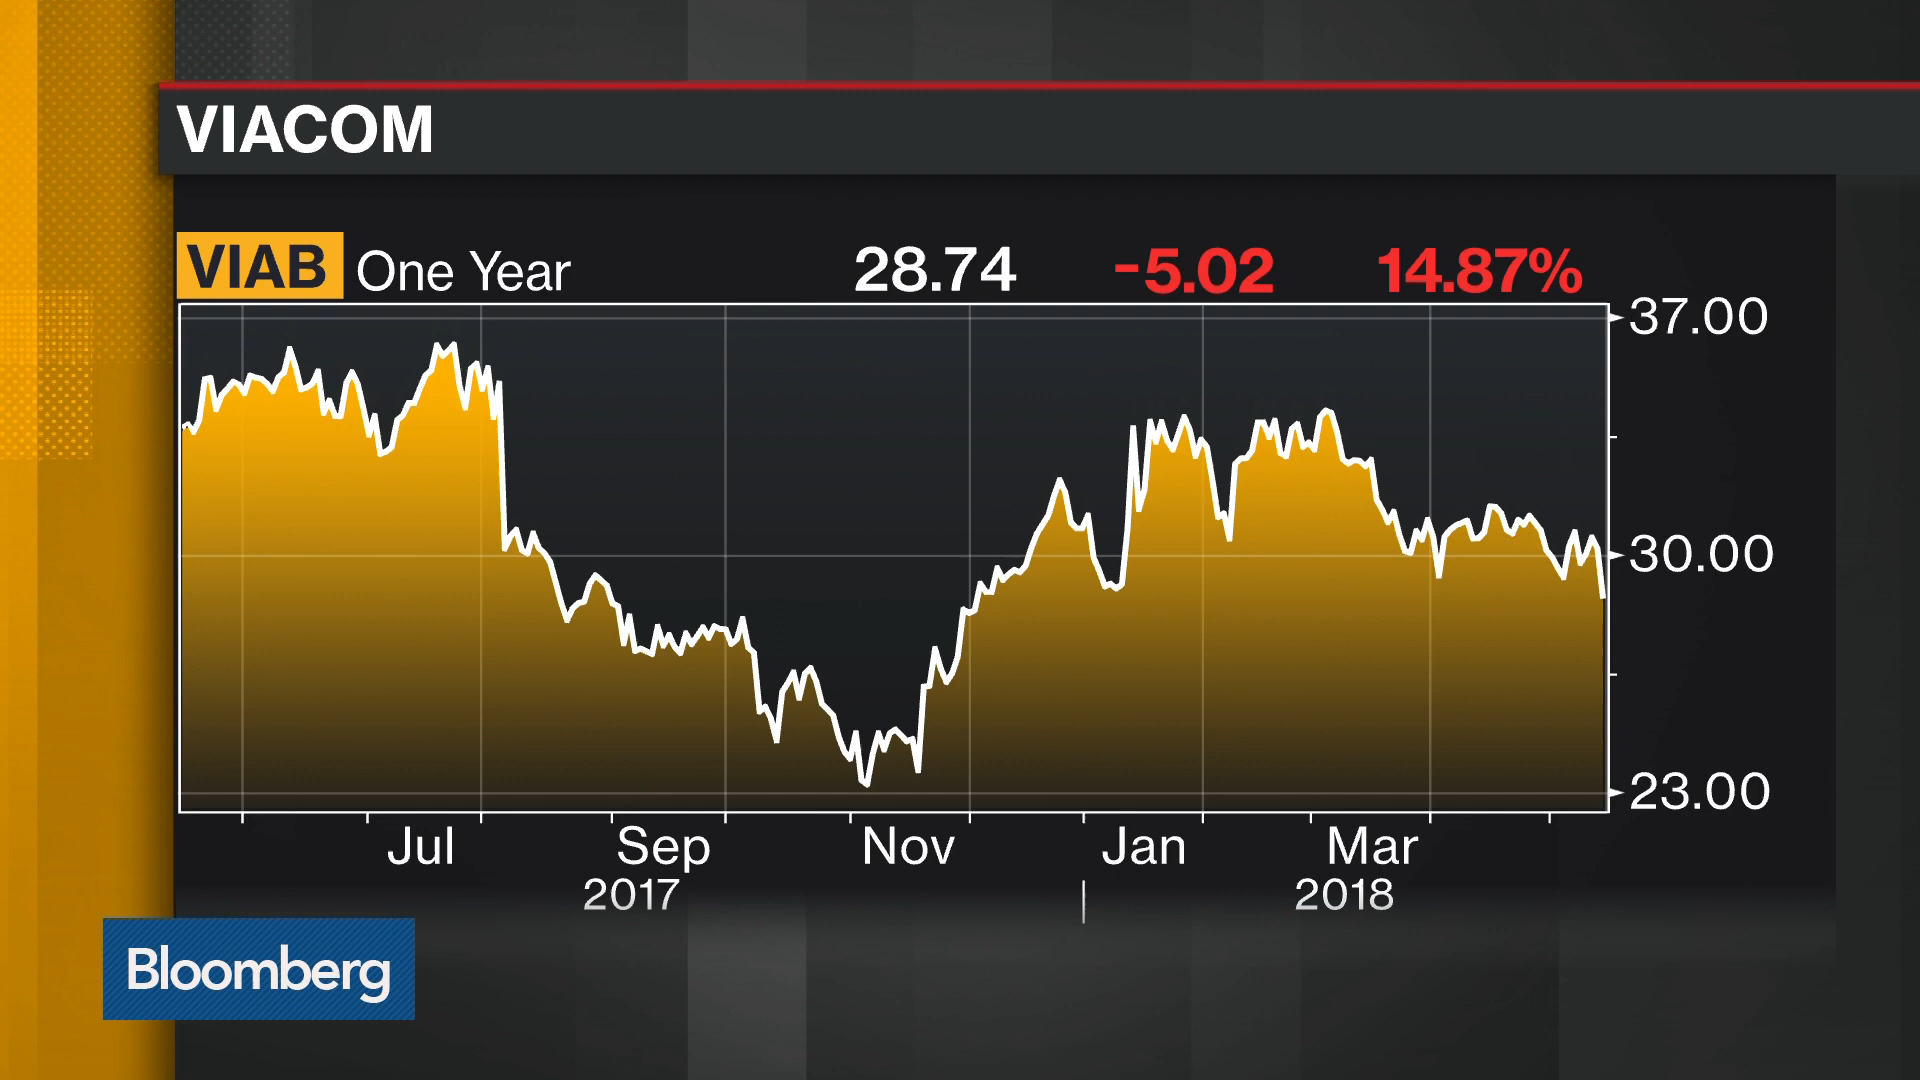 VIACOM
VIAB One Year 28.74 -5.02 14.87%
37.00
30.00
23.00
Jul Sep Nov Jan Mar
2017 2018
Bloomberg